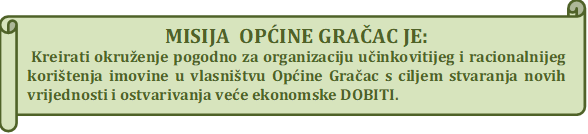 MISIJA OPĆINE GRAČAC JE:
Kreirati okruženje pogodno za organizaciju učinkovitijeg i racionalnijeg
korištenja imovine u vlasništvu Općine Gračac s ciljem stvaranja novih
vrijednosti i ostvarivanja veće ekonomske DOBITI.